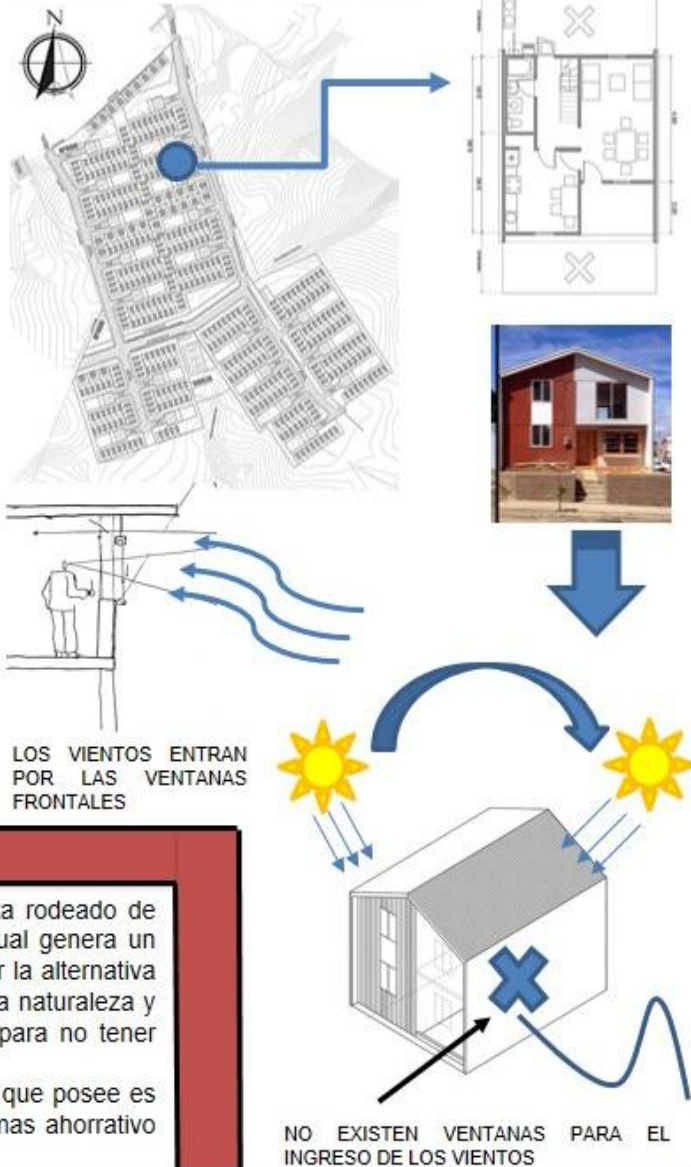 N
LOS VIENTOS ENTRAN
POR LAS VENTANAS
FRONTALES
a rodeado de
ual genera un
r la alternativa
a naturaleza y
para no tener
que posee es
mas ahorrativo
NO EXISTEN VENTANAS PARA EL
INGRESO DE LOS VIENTOS